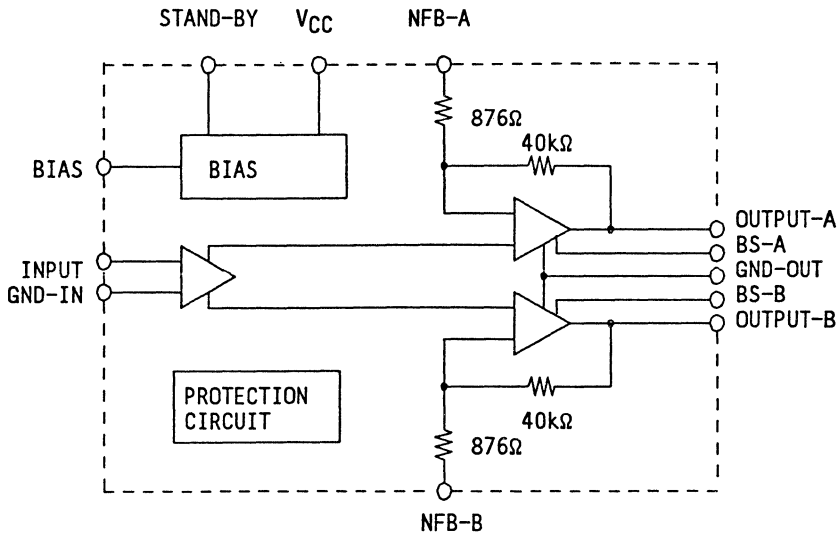 STAND-BY
VCC
NFB-A
876Ω
40kΩ
BIAS
BIAS
OUTPUT-A
BS-A
INPUT
GND-OUT
GND-IN
BS-B
OUTPUT-B
PROTECTION
CIRCUIT
40kΩ
876Ω
NFB-B